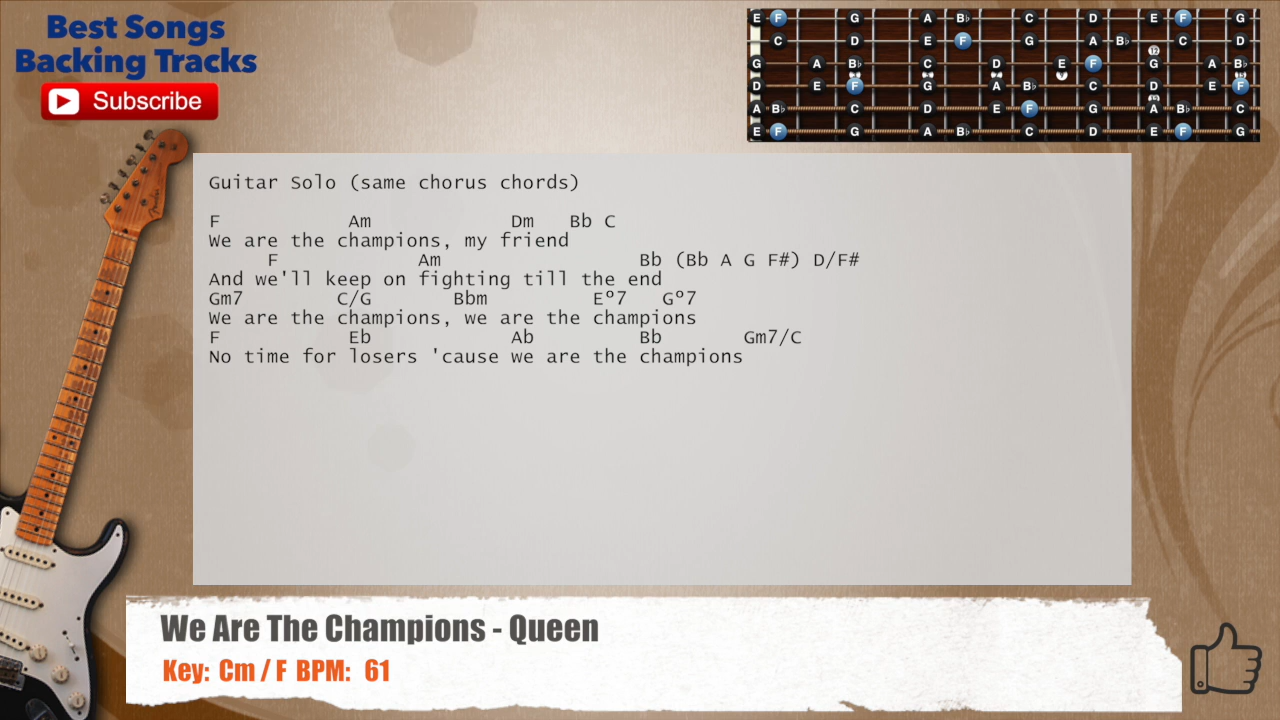 Best Songs
Backing Tracks
Subscribe
E F G A B♭ C D E F G
C D E F G A B♭ C D
G A B♭ C D E F G A B♭
D E F G A B♭ C D E F
A B♭ C D E F G A B♭ C
E F G A B♭ C D E F G
Guitar Solo (same chorus chords)
F Am Dm Bb C
We are the champions, my friend
F Am Bb (Bb A G F#) D/F#
And we'll keep on fighting till the end
Gm7 C/G Bbm Eº7 Gº7
We are the champions, we are the champions
F Eb Ab Bb Gm7/C
No time for losers 'cause we are the champions
We Are The Champions - Queen
Key: Cm / F BPM: 61